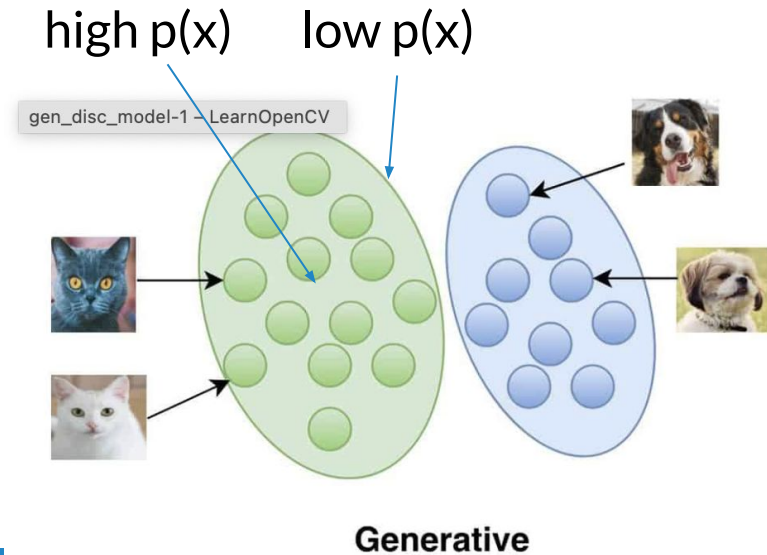 high p(x) low p(x)
gen_disc_model-1 – LearnOpenCV
Generative